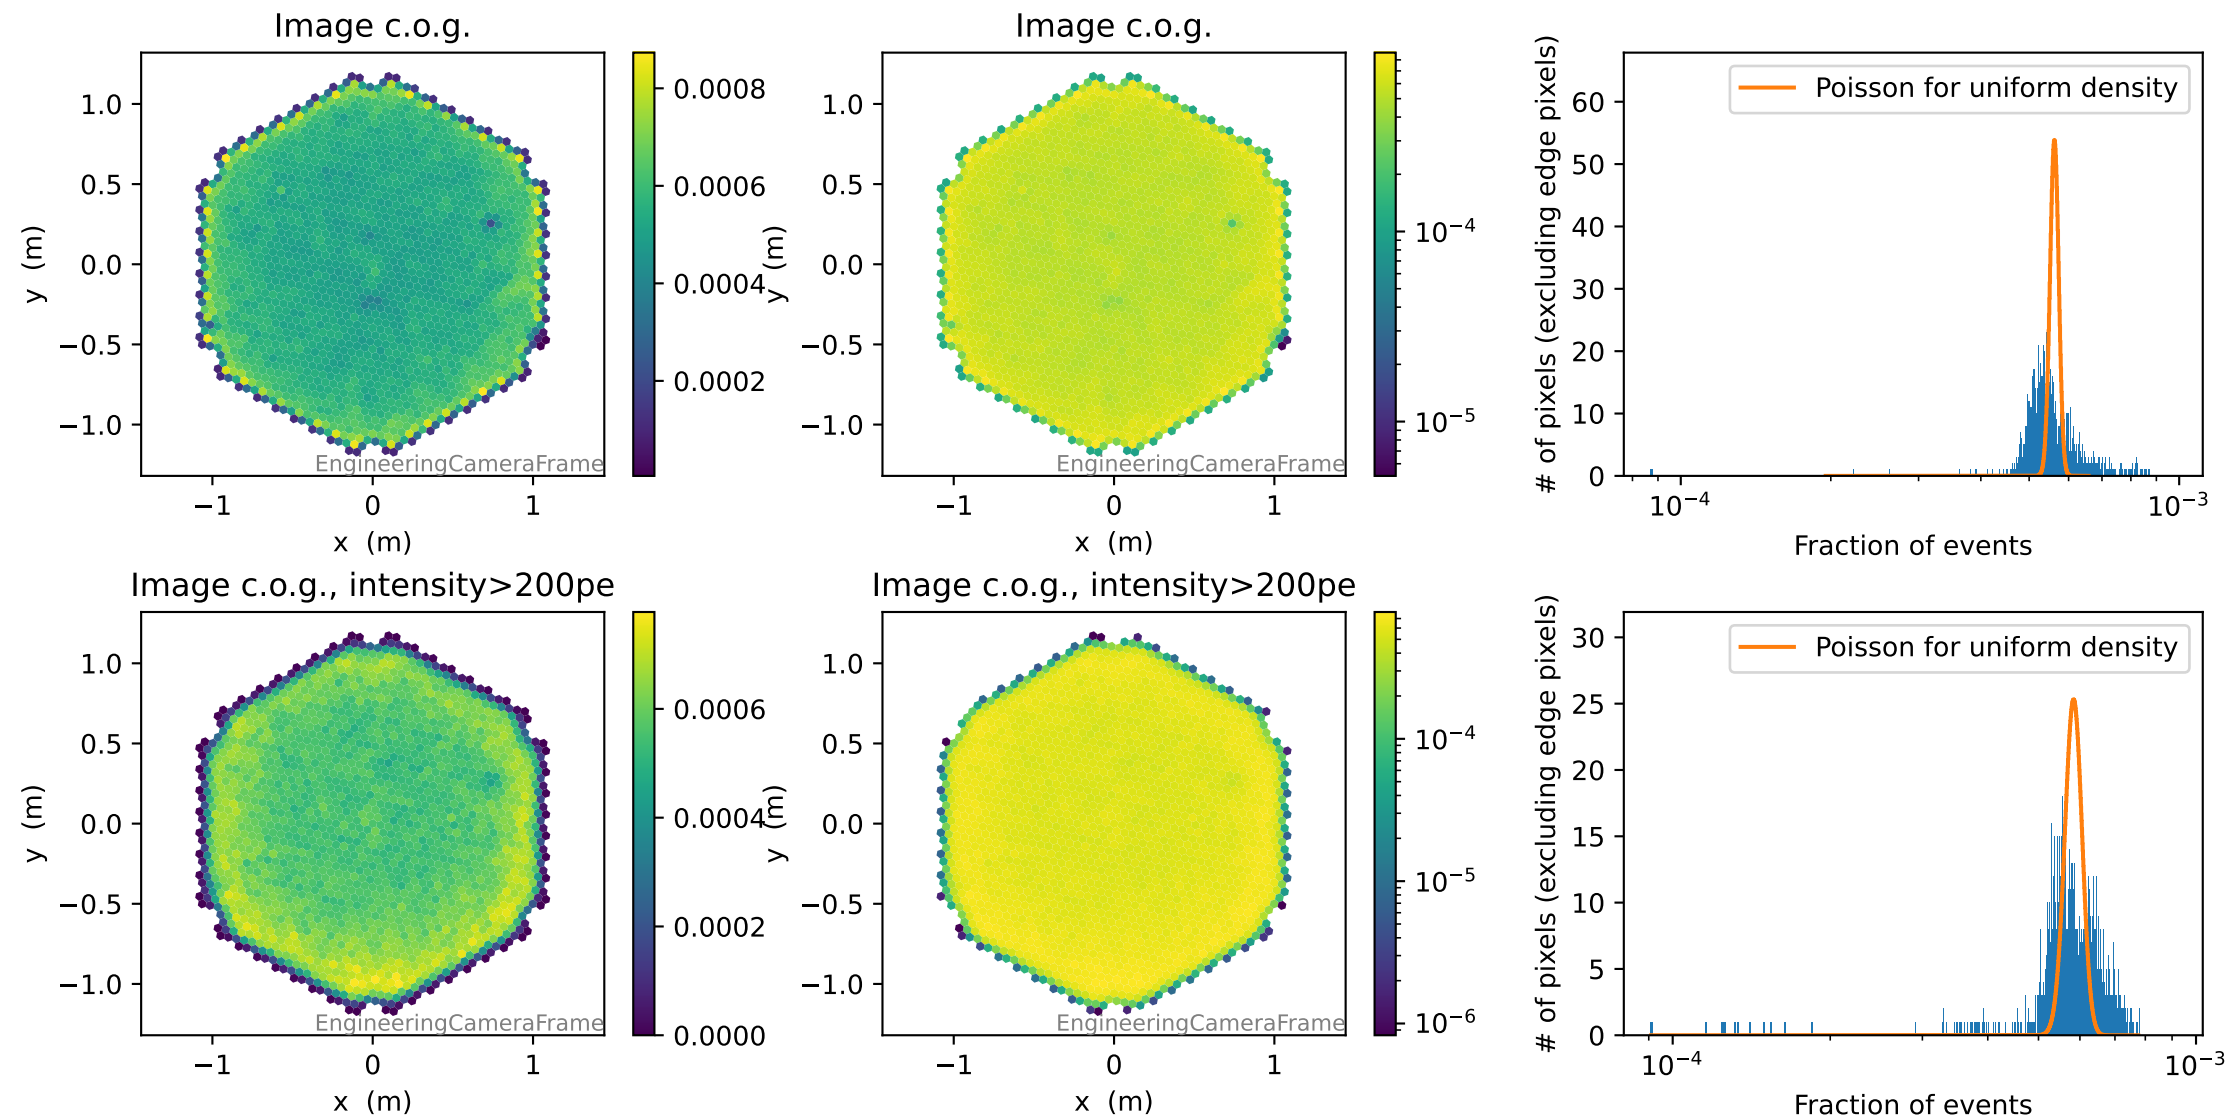 Image c.o.g.
1.0
0.5
0.0
−0.5
−1.0
y (m)
−1
0
1
x (m)
EngineeringCameraFrame
0.0008
0.0006
0.0004
0.0002
Image c.o.g.
1.0
0.5
0.0
−0.5
−1.0
y (m)
−1
0
1
x (m)
EngineeringCameraFrame
10⁻⁴
10⁻⁵
# of pixels (excluding edge pixels)
60
50
40
30
20
10
0
Poisson for uniform density
10⁻⁴
10⁻³
Fraction of events
Image c.o.g., intensity>200pe
1.0
0.5
0.0
−0.5
−1.0
y (m)
−1
0
1
x (m)
EngineeringCameraFrame
0.0006
0.0004
0.0002
0.0000
Image c.o.g., intensity>200pe
1.0
0.5
0.0
−0.5
−1.0
y (m)
−1
0
1
x (m)
EngineeringCameraFrame
10⁻⁴
10⁻⁵
10⁻⁶
# of pixels (excluding edge pixels)
30
25
20
15
10
5
0
Poisson for uniform density
10⁻⁴
10⁻³
Fraction of events